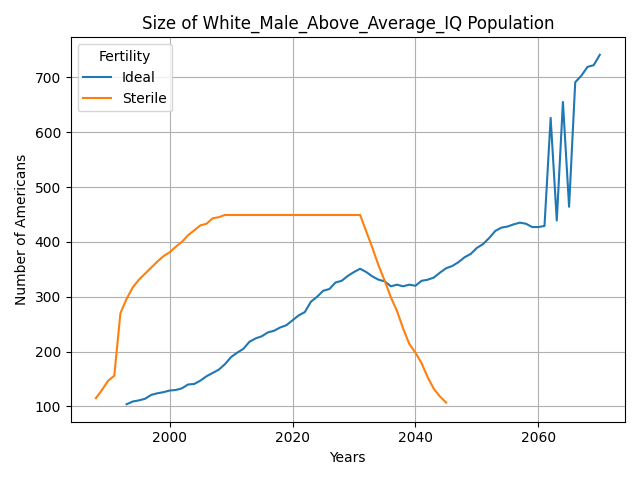 Size of White_Male_Above_Average_IQ Population
Fertility
Ideal
Sterile
Number of Americans
700
600
500
400
300
200
100
2000
2020
2040
2060
Years